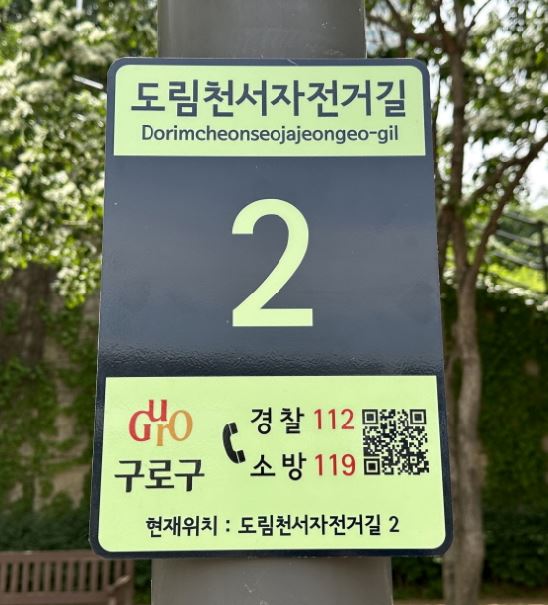 도림천서자전거길
Dorimcheonseojajeongeo-gil
2
GuRO
구로구
경찰 112
소방 119
현재위치 : 도림천서자전거길 2